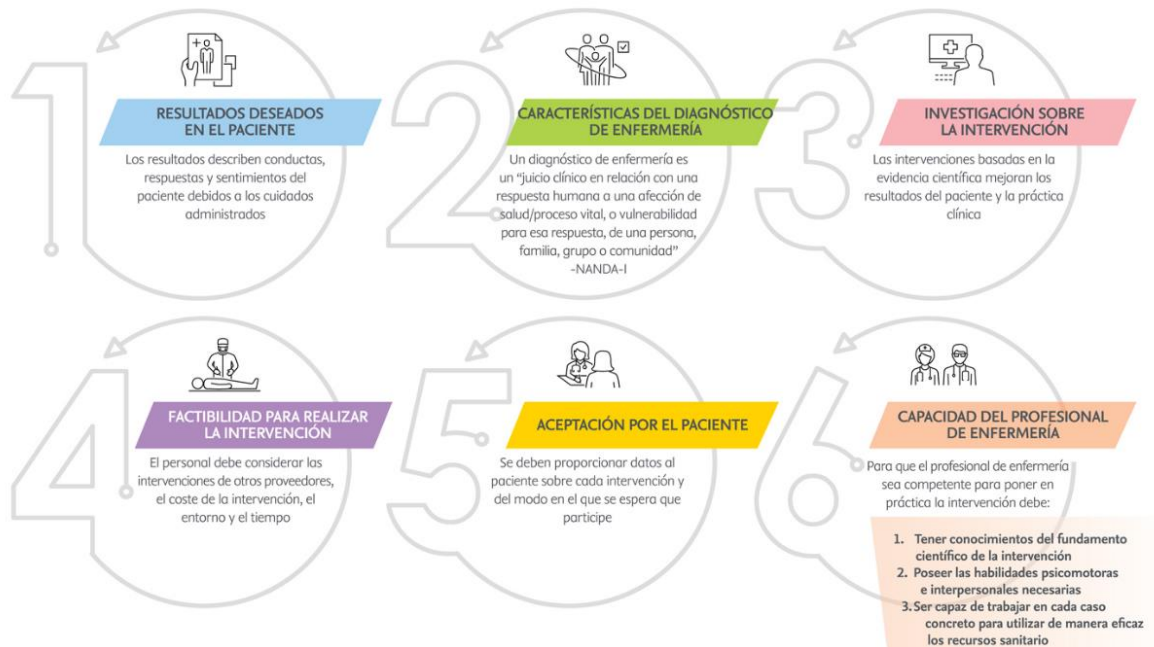 1
RESULTADOS DESEADOS
EN EL PACIENTE
Los resultados describen conductas,
respuestas y sentimientos del
paciente debidos a los cuidados
administrados
2
CARACTERÍSTICAS DEL DIAGNÓSTICO
DE ENFERMERÍA
Un diagnóstico de enfermería es
un “juicio clínico en relación con una
respuesta humana a una afección de
salud/proceso vital, o vulnerabilidad
para esa respuesta, de una persona,
familia, grupo o comunidad”
-NANDA-I
3
INVESTIGACIÓN SOBRE
LA INTERVENCIÓN
Las intervenciones basadas en la
evidencia científica mejoran los
resultados del paciente y la práctica
clínica
4
FACTIBILIDAD PARA REALIZAR
LA INTERVENCIÓN
El personal debe considerar las
intervenciones de otros proveedores,
el coste de la intervención, el
entorno y el tiempo
5
ACEPTACIÓN POR EL PACIENTE
Se deben proporcionar datos al
paciente sobre cada intervención y
del modo en el que se espera que
participe
6
CAPACIDAD DEL PROFESIONAL
DE ENFERMERÍA
Para que el profesional de enfermería
sea competente para poner en
práctica la intervención debe:
1. Tener conocimientos del fundamento
científico de la intervención
2. Poseer las habilidades psicomotoras
e interpersonales necesarias
3. Ser capaz de trabajar en cada caso
concreto para utilizar de manera eficaz
los recursos sanitario